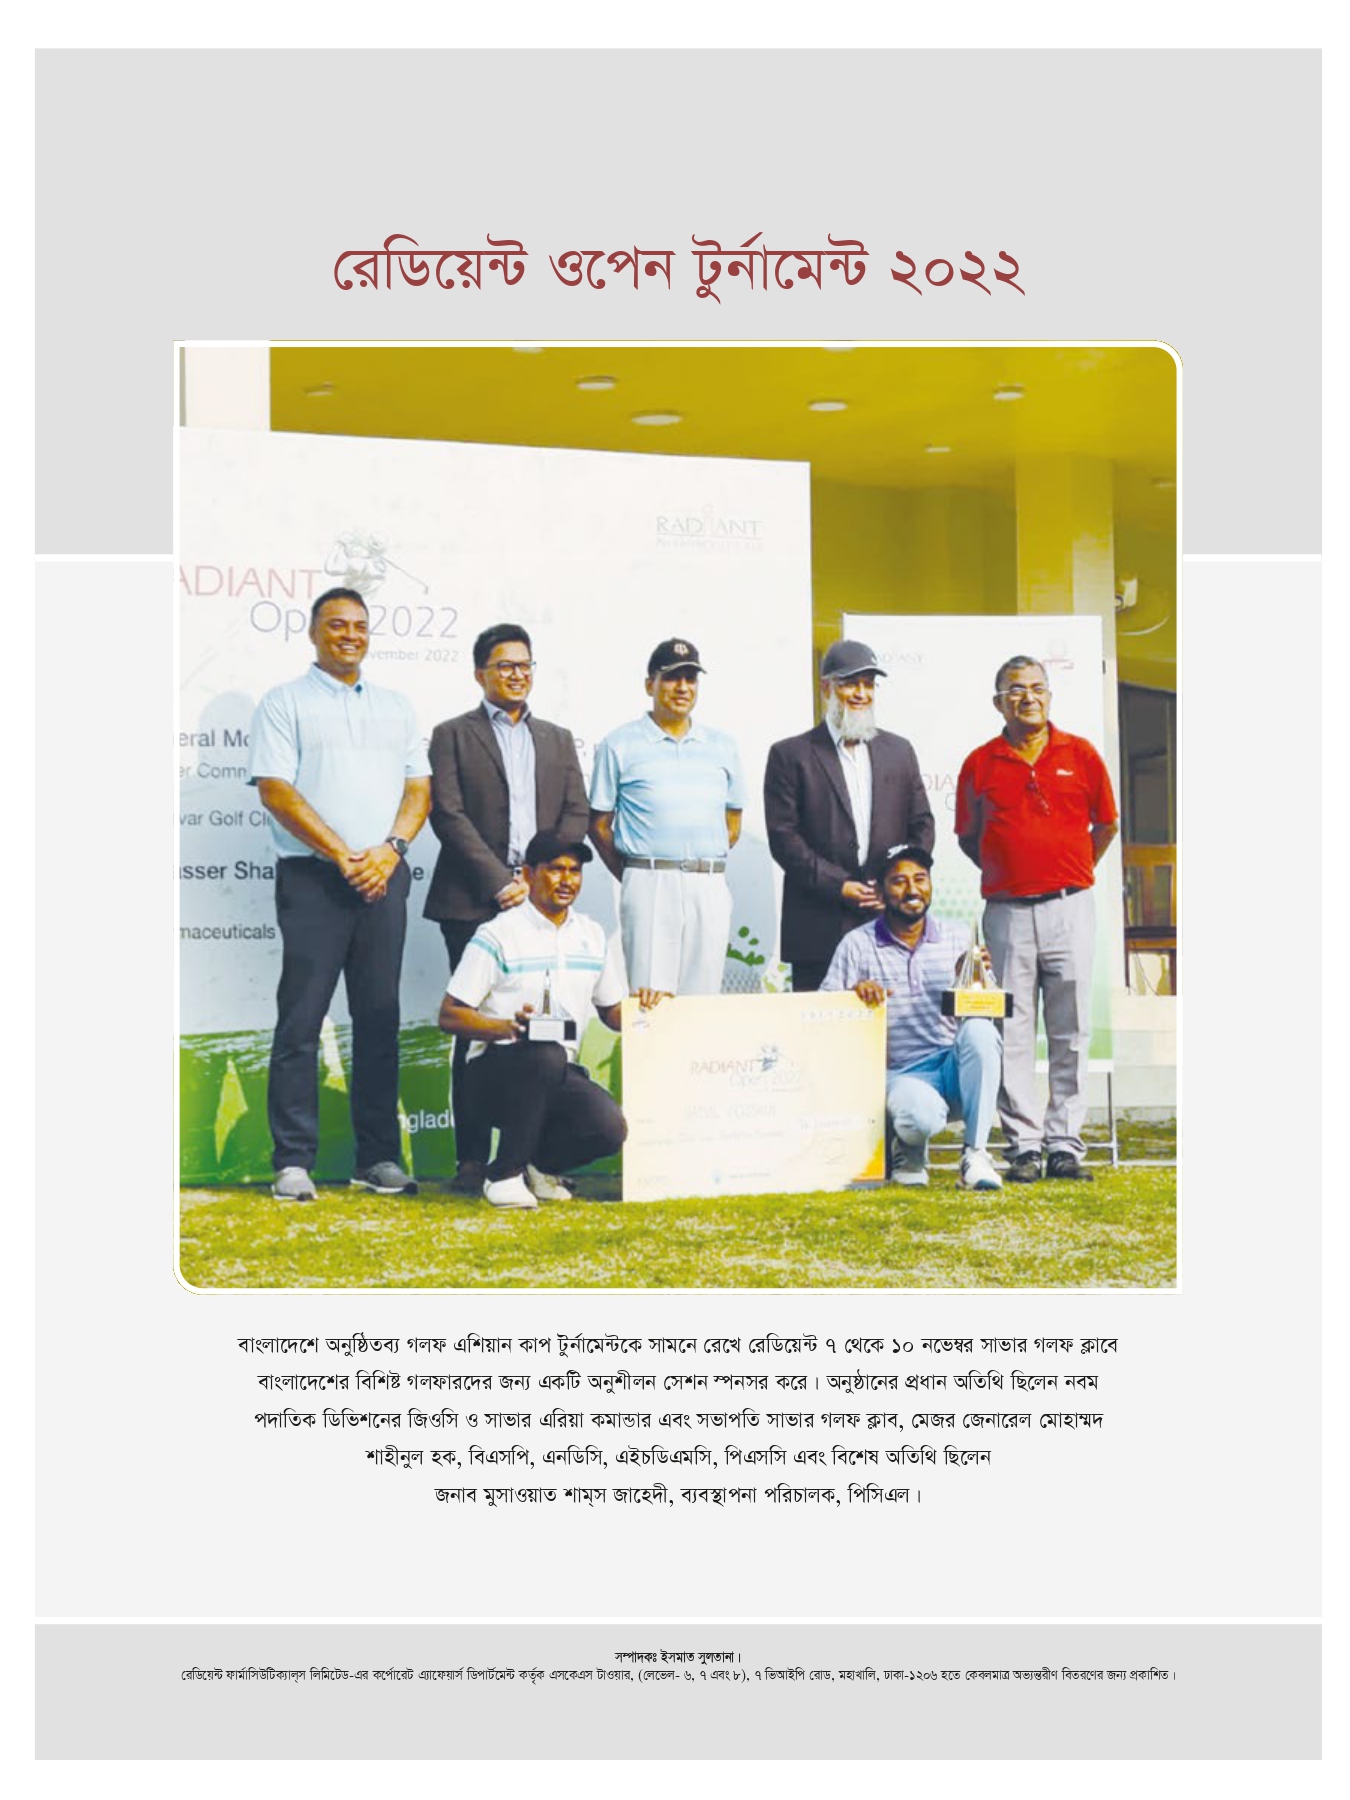 রেডিয়েন্ট ওপেন টুর্নামেন্ট ২০২২
RADIANT
ADIANT
Open 2022
vember 2022
RADIANT
eral Mo
er Comm
var Golf Cl
asser Sha
maceuticals
nglad
RADIANT
Open 2022
বাংলাদেশে অনুষ্ঠিতব্য গলফ এশিয়ান কাপ টুর্নামেন্টকে সামনে রেখে রেডিয়েন্ট ৭ থেকে ১০ নভেম্বর সাভার গলফ ক্লাবে
বাংলাদেশের বিশিষ্ট গলফারদের জন্য একটি অনুশীলন সেশন স্পনসর করে। অনুষ্ঠানের প্রধান অতিথি ছিলেন নবম
পদাতিক ডিভিশনের জিওসি ও সাভার এরিয়া কমান্ডার এবং সভাপতি সাভার গলফ ক্লাব, মেজর জেনারেল মোহাম্মদ
শাহীনুল হক, বিএসপি, এনডিসি, এইচডিএমসি, পিএসসি এবং বিশেষ অতিথি ছিলেন
জনাব মুসাওয়াত শাম্‌স জাহেদী, ব্যবস্থাপনা পরিচালক, পিসিএল।
সম্পাদকঃ ইসমাত সুলতানা।
রেডিয়েন্ট ফার্মাসিউটিক্যাল্‌স লিমিটেড-এর কর্পোরেট এ্যাফেয়ার্স ডিপার্টমেন্ট কর্তৃক এসকেএস টাওয়ার, (লেভেল- ৬, ৭ এবং ৮), ৭ ভিআইপি রোড, মহাখালি, ঢাকা-১২০৬ হতে কেবলমাত্র অভ্যন্তরীণ বিতরণের জন্য প্রকাশিত।